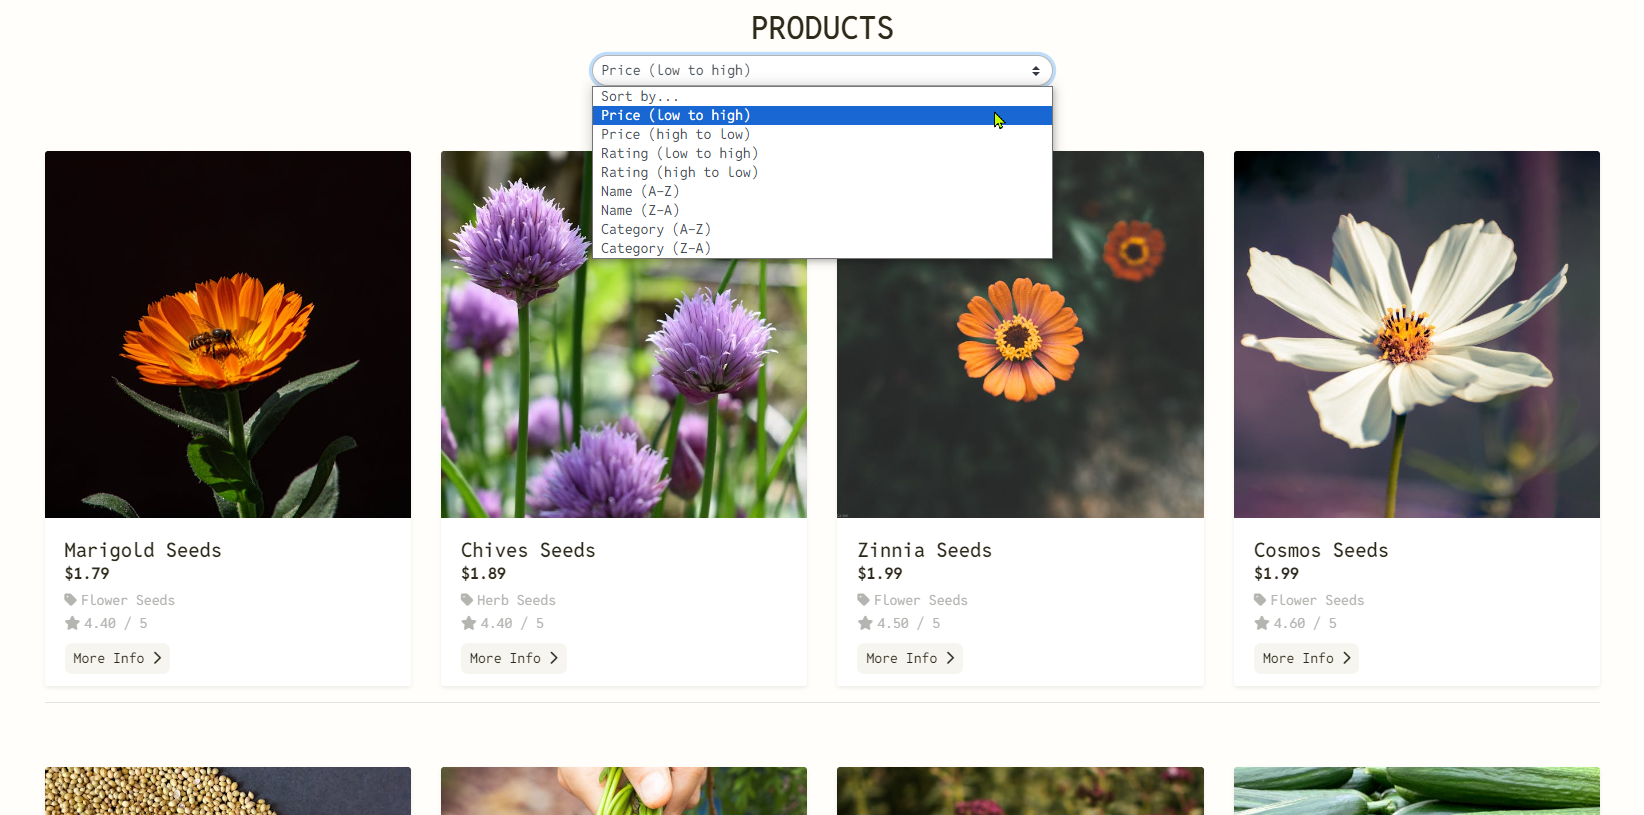 PRODUCTS
Price (low to high)
Sort by...
Price (low to high)
Price (high to low)
Rating (low to high)
Rating (high to low)
Name (A-Z)
Name (Z-A)
Category (A-Z)
Category (Z-A)
Marigold Seeds
$1.79
Flower Seeds
4.40 / 5
More Info
Chives Seeds
$1.89
Herb Seeds
4.40 / 5
More Info
Zinnia Seeds
$1.99
Flower Seeds
4.50 / 5
More Info
Cosmos Seeds
$1.99
Flower Seeds
4.60 / 5
More Info